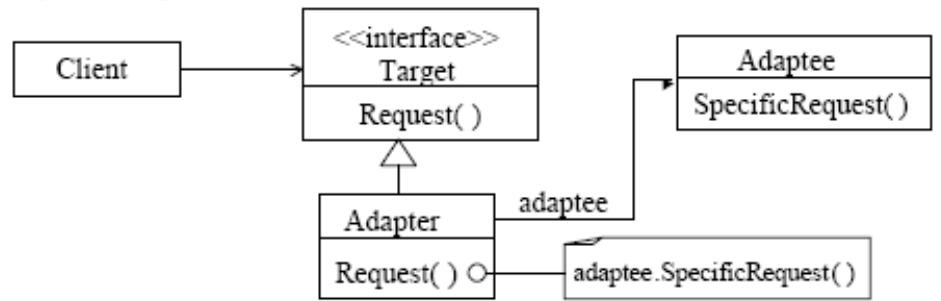 Client
<<interface>>
Target
Request( )
Adaptee
SpecificRequest( )
Adapter
Request( )
adaptee
adaptee.SpecificRequest( )